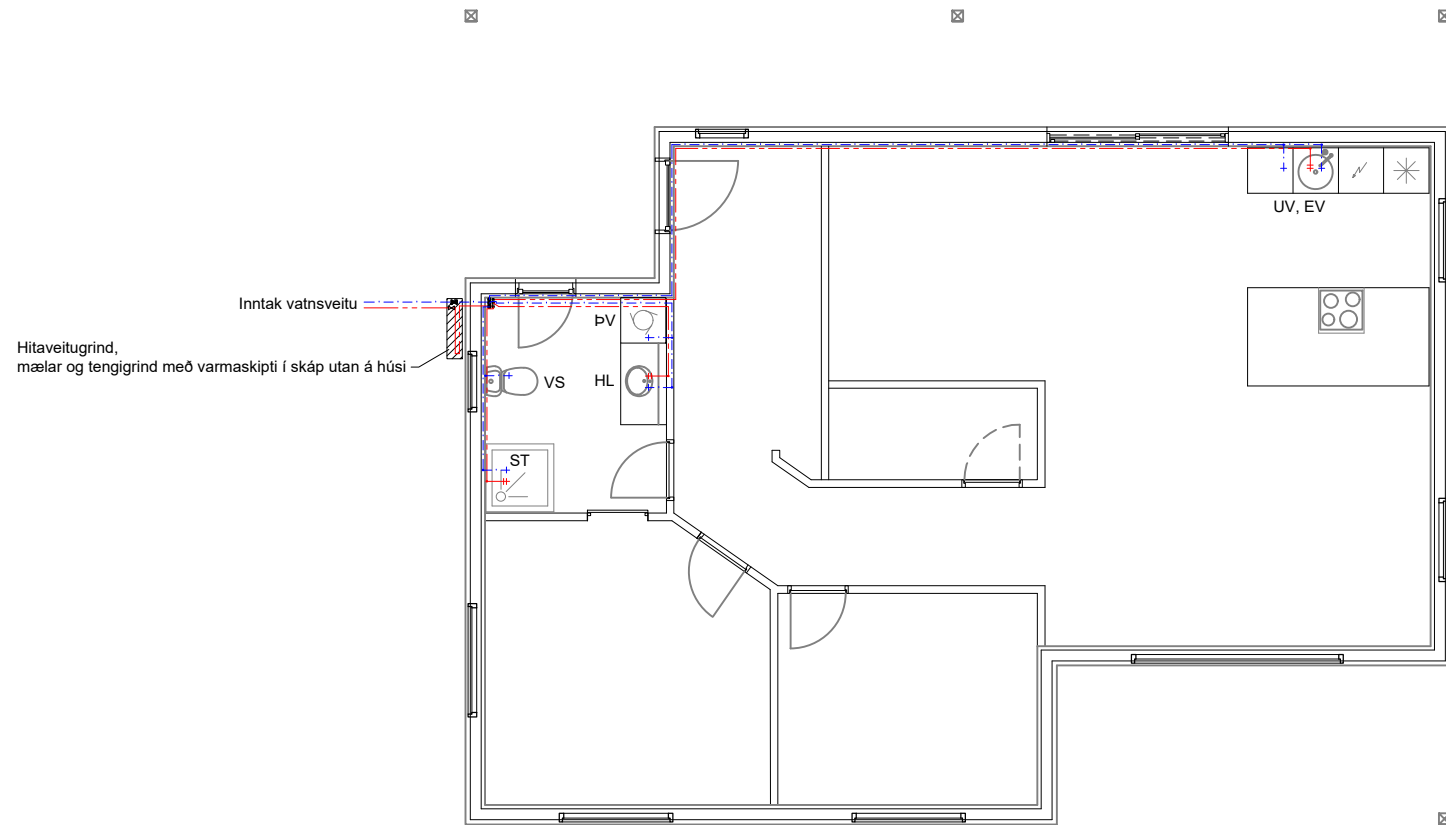 UV, EV
Inntak vatnsveitu
ÞV
Hitaveitugrind,
mælar og tengigrind með varmaskipti í skáp utan á húsi
VS
HL
ST